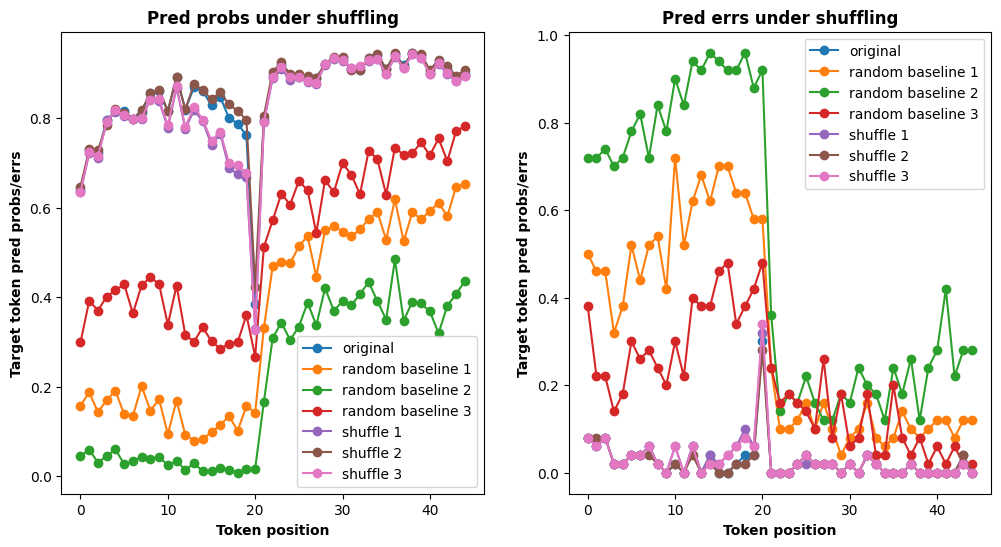 Pred probs under shuffling
Target token pred probs/errs
0.8
0.6
0.4
0.2
0.0
0
10
20
30
40
Token position
original
random baseline 1
random baseline 2
random baseline 3
shuffle 1
shuffle 2
shuffle 3
Pred errs under shuffling
Target token pred probs/errs
1.0
0.8
0.6
0.4
0.2
0.0
0
10
20
30
40
Token position
original
random baseline 1
random baseline 2
random baseline 3
shuffle 1
shuffle 2
shuffle 3